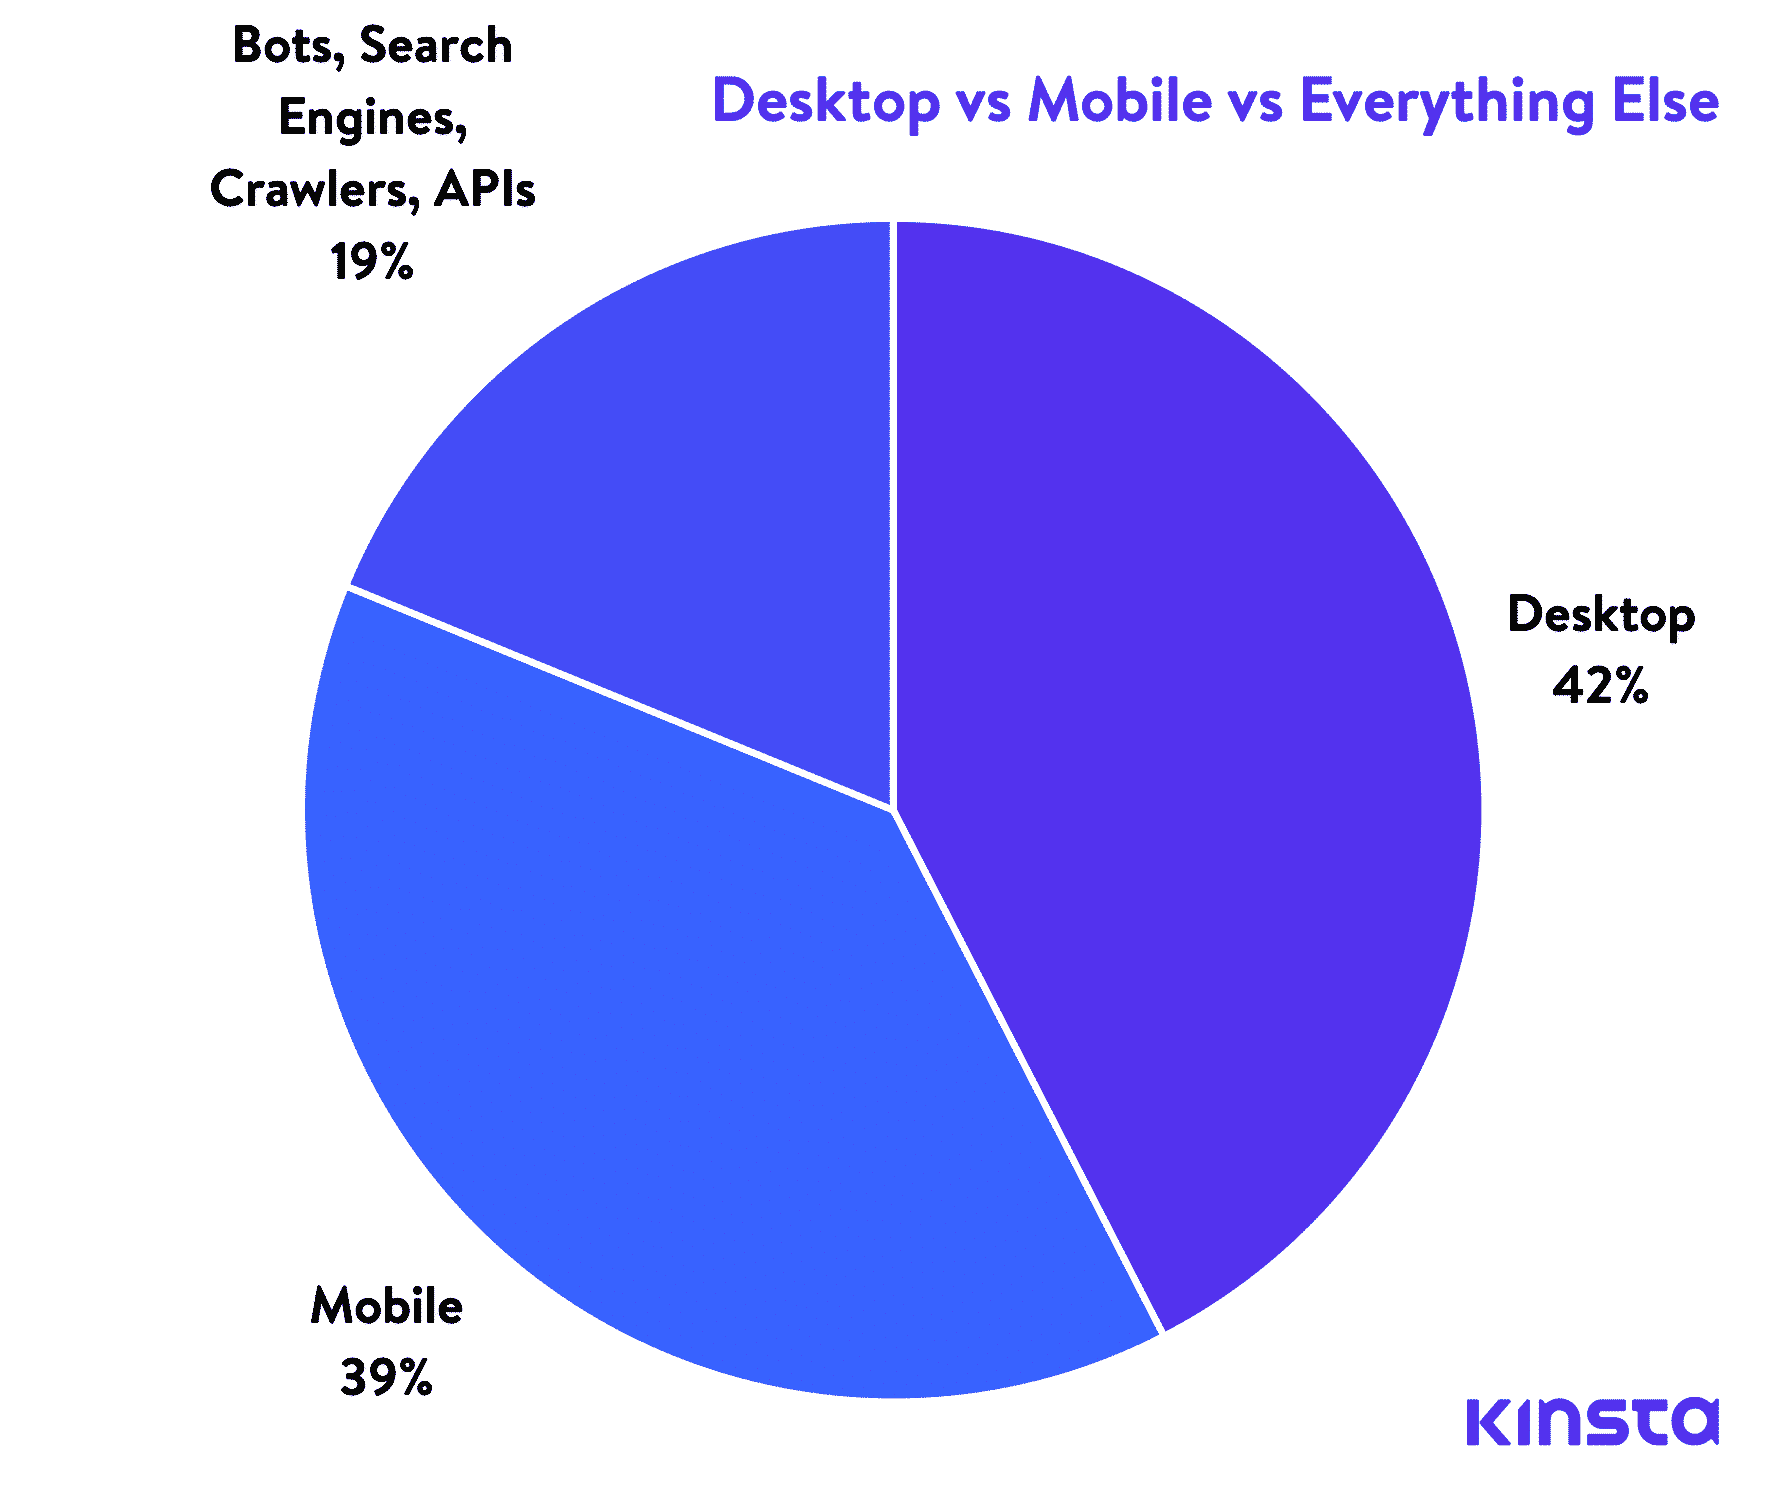 Desktop vs Mobile vs Everything Else
Bots, Search
Engines,
Crawlers, APIs
19%
Desktop
42%
Mobile
39%
Kinsta